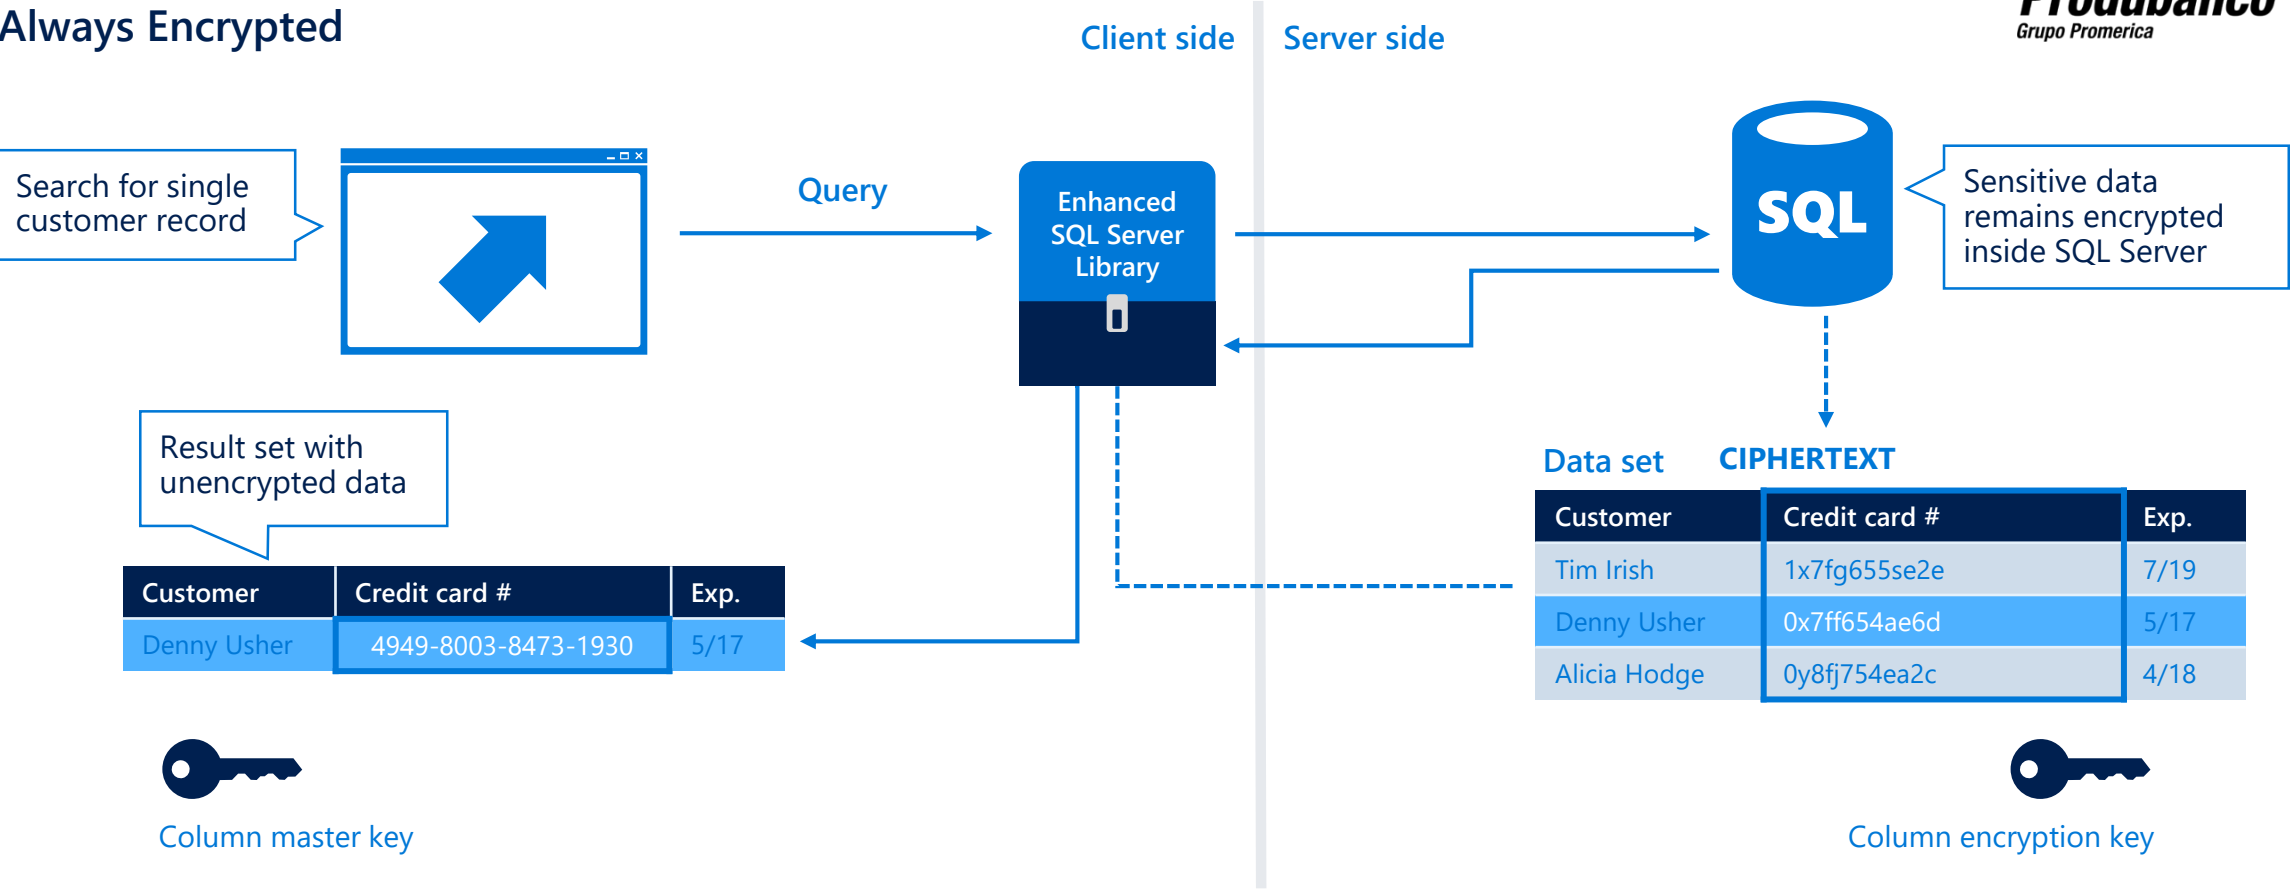 Always Encrypted
Client side
Server side
Produbanco
Grupo Promerica
Search for single
customer record
Query
Enhanced
SQL Server
Library
SQL
Sensitive data
remains encrypted
inside SQL Server
Result set with
unencrypted data
Data set
CIPHERTEXT
Customer Credit card # Exp.
Tim Irish 1x7fg655se2e 7/19
Denny Usher 0x7ff654ae6d 5/17
Alicia Hodge 0y8fj754ea2c 4/18
Customer Credit card # Exp.
Denny Usher 4949-8003-8473-1930 5/17
Column master key
Column encryption key